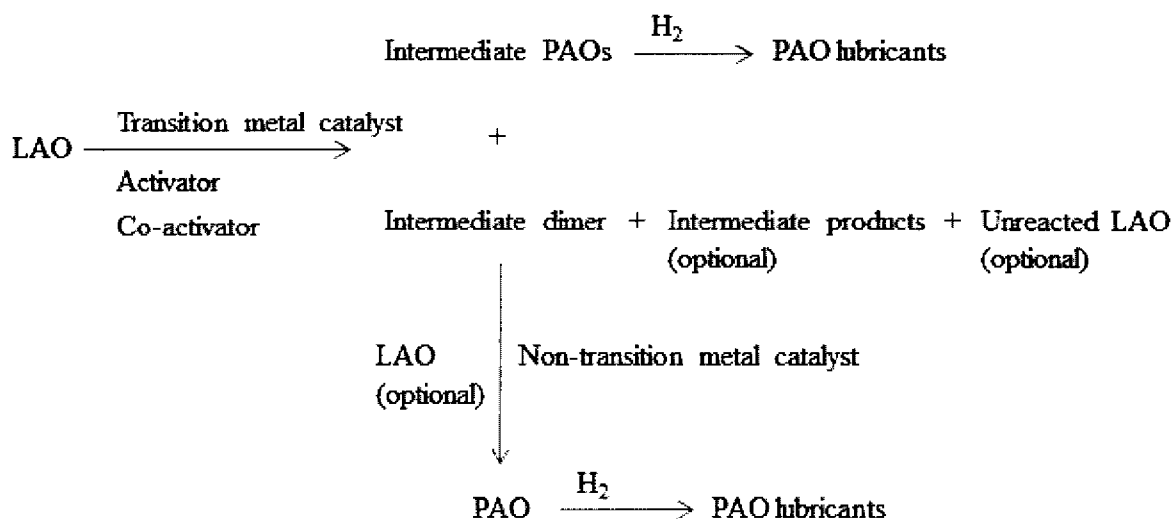 H₂
Intermediate PAOs PAO lubricants
Transition metal catalyst
LAO +
Activator
Co-activator
Intermediate dimer + Intermediate products + Unreacted LAO
(optional) (optional)
LAO Non-transition metal catalyst
(optional)
H₂
PAO PAO lubricants